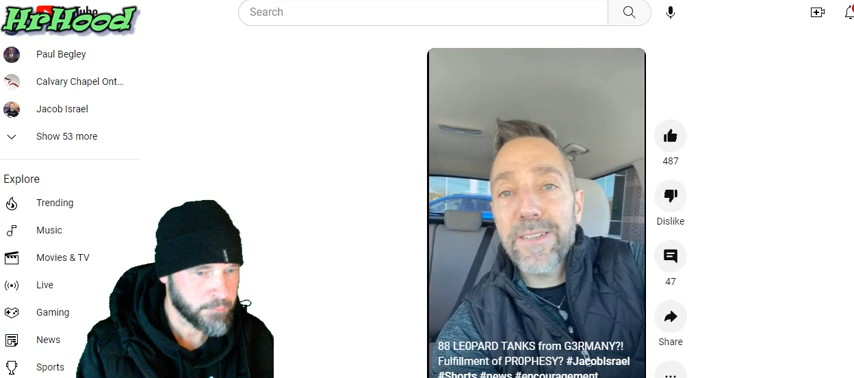 HrHood
Tube
Search
Paul Begley
Calvary Chapel Ont...
Jacob Israel
Show 53 more
Explore
Trending
Music
Movies & TV
Live
Gaming
News
Sports
487
Dislike
47
Share
88 LE0PARD TANKS from G3RMANY?!
Fulfillment of PR0PHESY? #JacobIsrael
#Shorts #news #encouragement